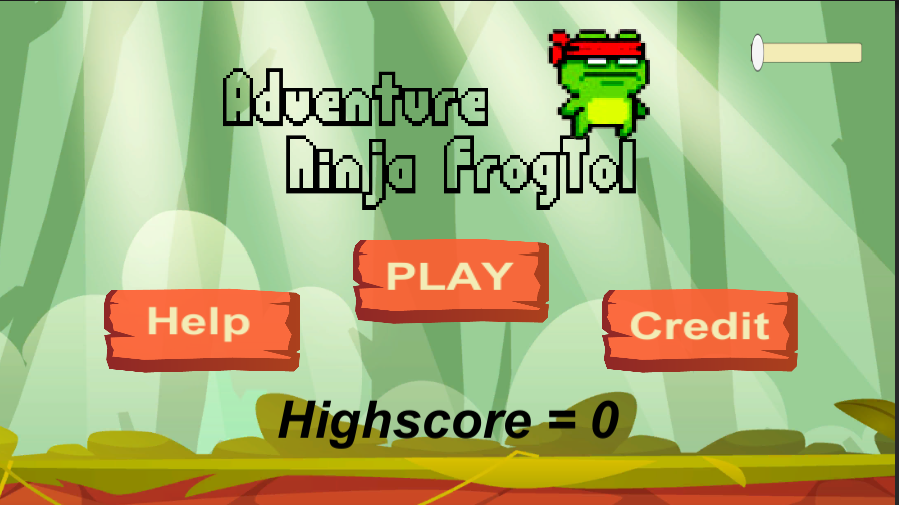 Adventure
Ninja FrogTol
PLAY
Help
Credit
Highscore = 0